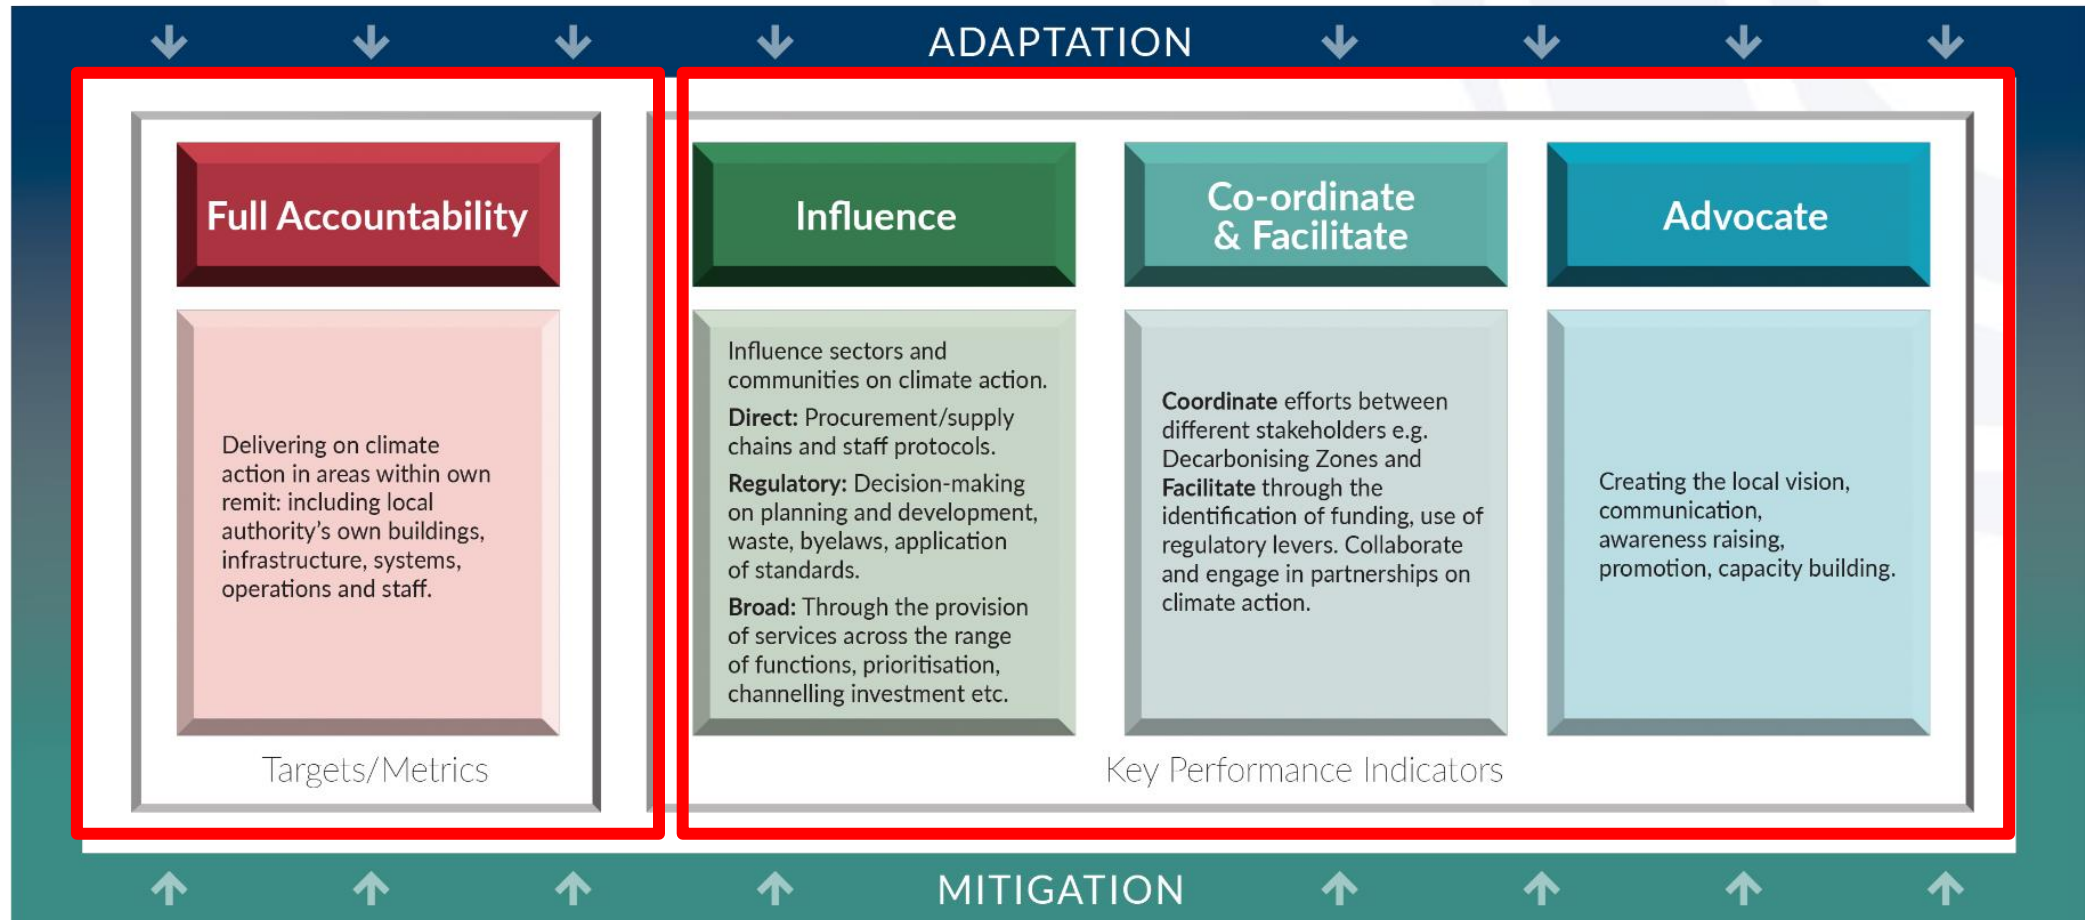 ADAPTATION
Full Accountability
Delivering on climate
action in areas within own
remit: including local
authority's own buildings,
infrastructure, systems,
operations and staff.
Targets/Metrics
Influence
Influence sectors and
communities on climate action.
Direct: Procurement/supply
chains and staff protocols.
Regulatory: Decision-making
on planning and development,
waste, byelaws, application
of standards.
Broad: Through the provision
of services across the range
of functions, prioritisation,
channelling investment etc.
Co-ordinate
& Facilitate
Coordinate efforts between
different stakeholders e.g.
Decarbonising Zones and
Facilitate through the
identification of funding, use of
regulatory levers. Collaborate
and engage in partnerships on
climate action.
Advocate
Creating the local vision,
communication,
awareness raising,
promotion, capacity building.
Key Performance Indicators
MITIGATION